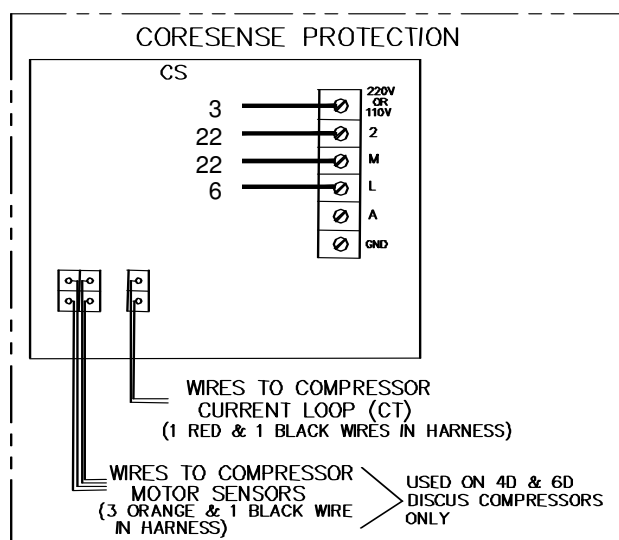 CORESENSE PROTECTION
CS
220V
OR
110V
3
22
2
22
M
6
L
A
GND
WIRES TO COMPRESSOR
CURRENT LOOP (CT)
(1 RED & 1 BLACK WIRES IN HARNESS)
WIRES TO COMPRESSOR
MOTOR SENSORS
(3 ORANGE & 1 BLACK WIRE
IN HARNESS)
USED ON 4D & 6D
DISCUS COMPRESSORS
ONLY